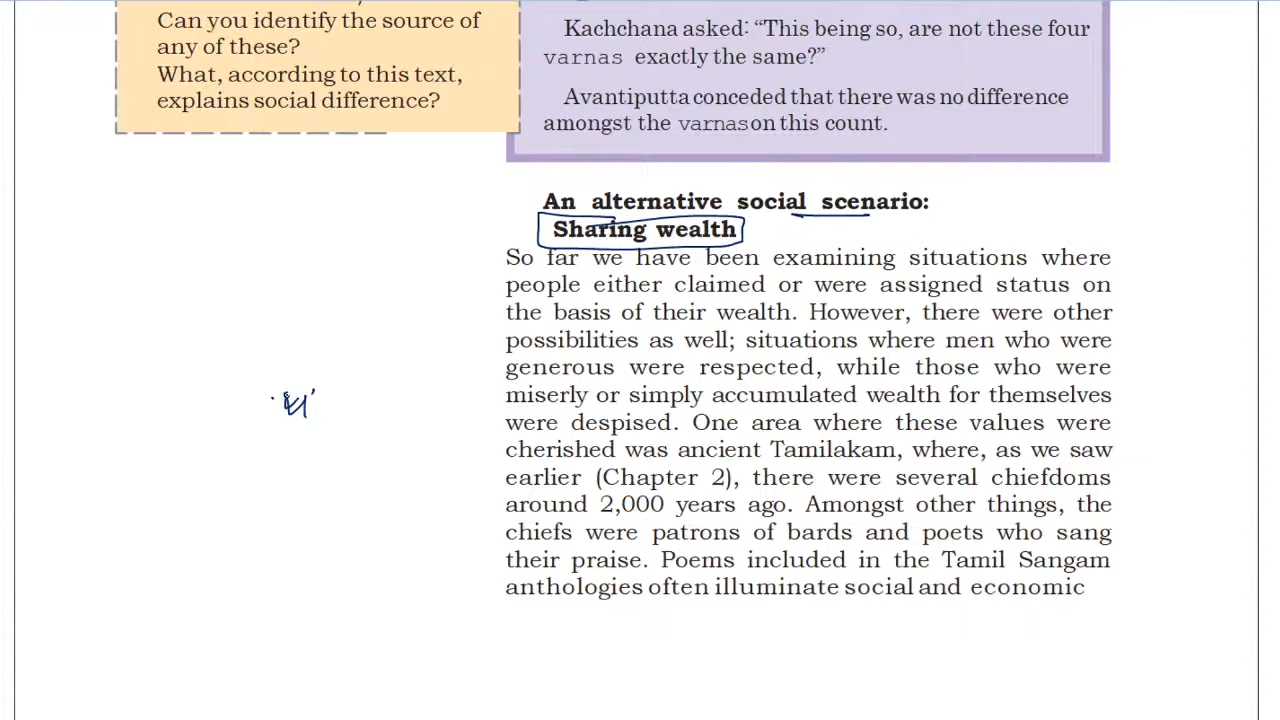 Can you identify the source of
any of these?
What, according to this text,
explains social difference?
Kachchana asked: “This being so, are not these four
varnas exactly the same?”
Avantiputta conceded that there was no difference
amongst the varnas on this count.
An alternative social scenario:
Sharing wealth
So far we have been examining situations where
people either claimed or were assigned status on
the basis of their wealth. However, there were other
possibilities as well; situations where men who were
generous were respected, while those who were
miserly or simply accumulated wealth for themselves
were despised. One area where these values were
cherished was ancient Tamilakam, where, as we saw
earlier (Chapter 2), there were several chiefdoms
around 2,000 years ago. Amongst other things, the
chiefs were patrons of bards and poets who sang
their praise. Poems included in the Tamil Sangam
anthologies often illuminate social and economic